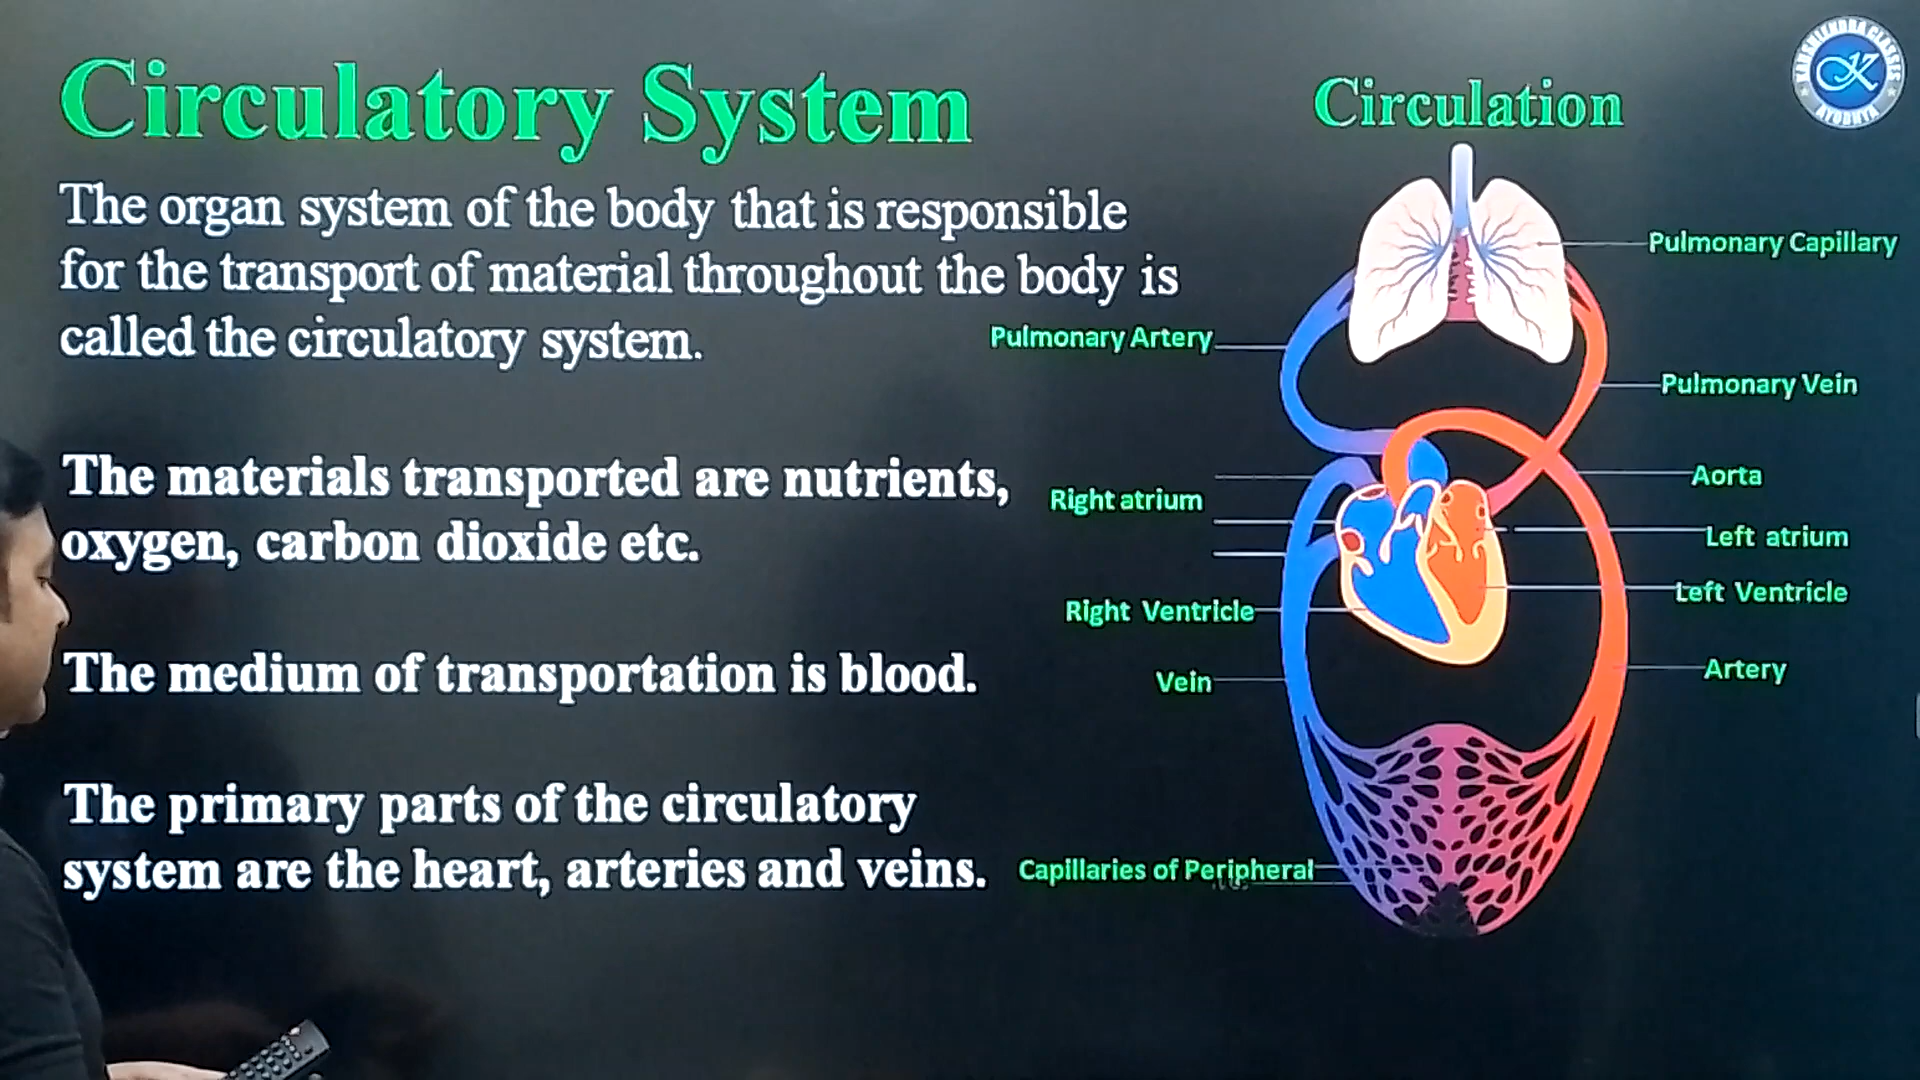 Circulatory System
The organ system of the body that is responsible
for the transport of material throughout the body is
called the circulatory system.
The materials transported are nutrients,
oxygen, carbon dioxide etc.
The medium of transportation is blood.
The primary parts of the circulatory
system are the heart, arteries and veins.
Circulation
Pulmonary Capillary
Pulmonary Artery
Pulmonary Vein
Aorta
Right atrium
Left atrium
Left Ventricle
Right Ventricle
Artery
Vein
Capillaries of Peripheral
K
AYODHYA